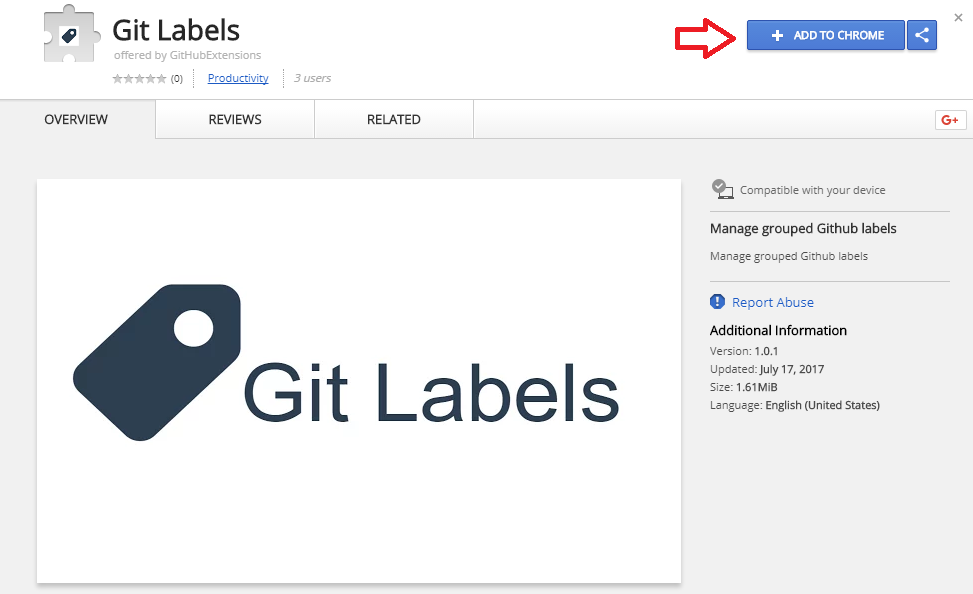 Git Labels
offered by GitHubExtensions
(0) Productivity 3 users
+ ADD TO CHROME
OVERVIEW REVIEWS RELATED
G+
Git Labels
Compatible with your device
Manage grouped Github labels
Manage grouped Github labels
! Report Abuse
Additional Information
Version: 1.0.1
Updated: July 17, 2017
Size: 1.61MiB
Language: English (United States)